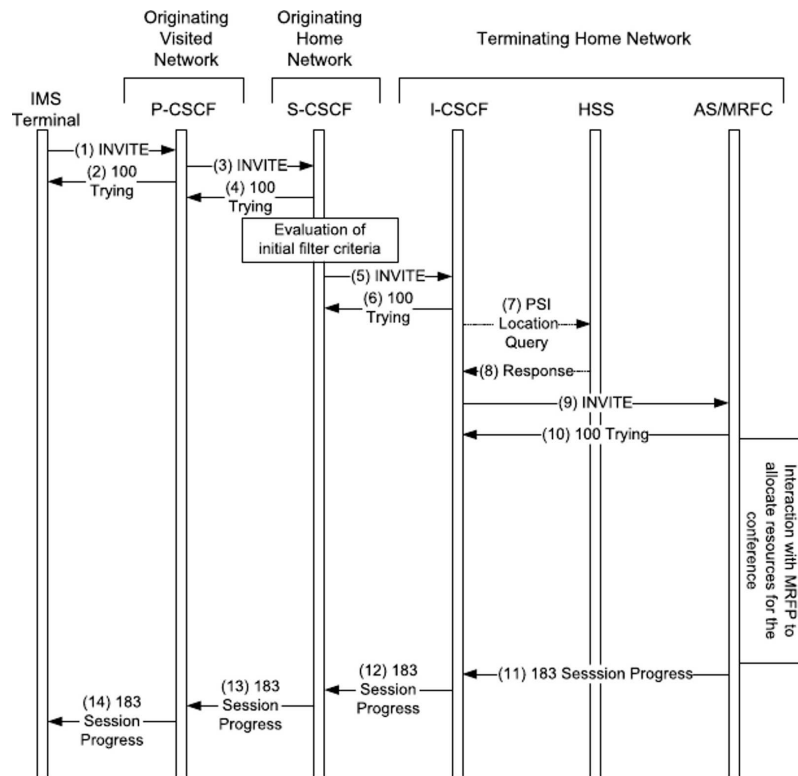 Originating
Visited
Network
Originating
Home
Network
Terminating Home Network
IMS
Terminal
P-CSCF
S-CSCF
I-CSCF
HSS
AS/MRFC
(1) INVITE
(2) 100
Trying
(3) INVITE
(4) 100
Trying
Evaluation of
initial filter criteria
(5) INVITE
(6) 100
Trying
(7) PSI
Location
Query
(8) Response
(9) INVITE
(10) 100 Trying
Interaction with MRFP to
allocate resources for the
conference
(11) 183 Sesssion Progress
(12) 183
Session
Progress
(13) 183
Session
Progress
(14) 183
Session
Progress